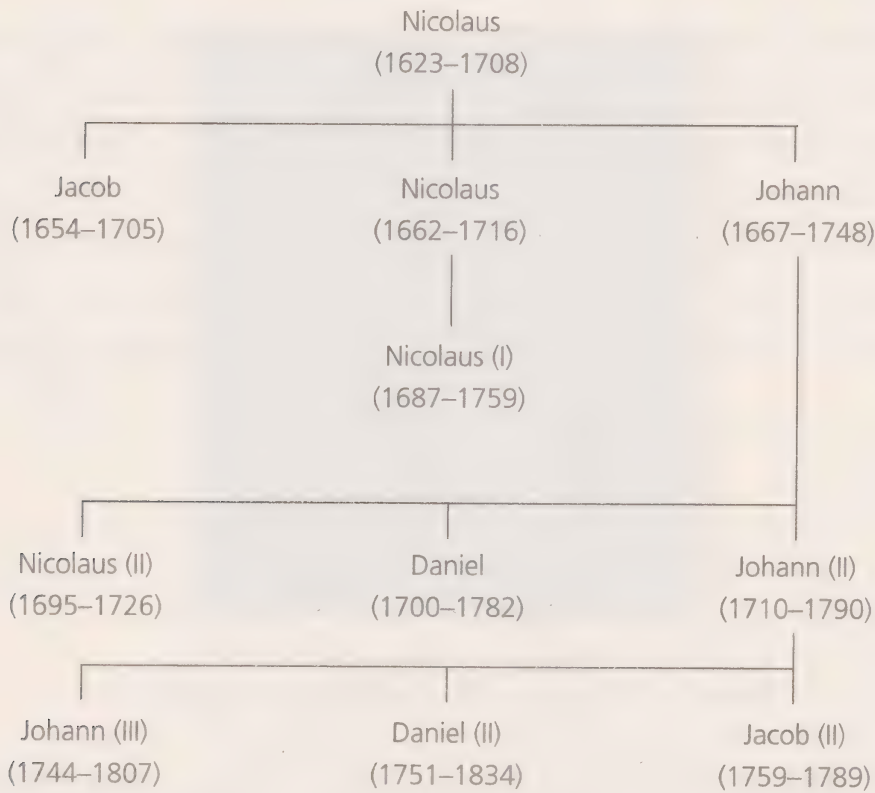 Nicolaus
(1623–1708)
Jacob
(1654–1705)
Nicolaus
(1662–1716)
Johann
(1667–1748)
Nicolaus (I)
(1687–1759)
Nicolaus (II)
(1695–1726)
Daniel
(1700–1782)
Johann (II)
(1710–1790)
Johann (III)
(1744–1807)
Daniel (II)
(1751–1834)
Jacob (II)
(1759–1789)